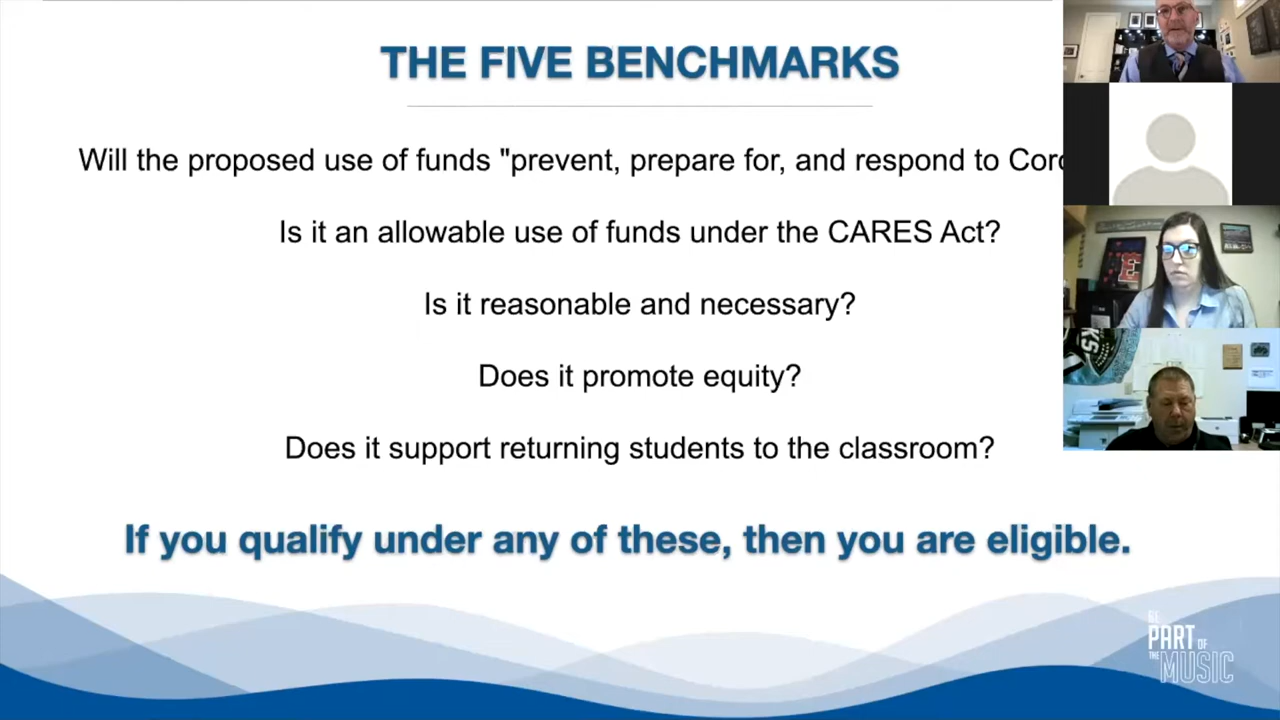 THE FIVE BENCHMARKS
Will the proposed use of funds "prevent, prepare for, and respond to
Is it an allowable use of funds under the CARES Act?
Is it reasonable and necessary?
Does it promote equity?
Does it support returning students to the classroom?
If you qualify under any of these, then you are eligible.
BE
PART OF
THE MUSIC
E
KS